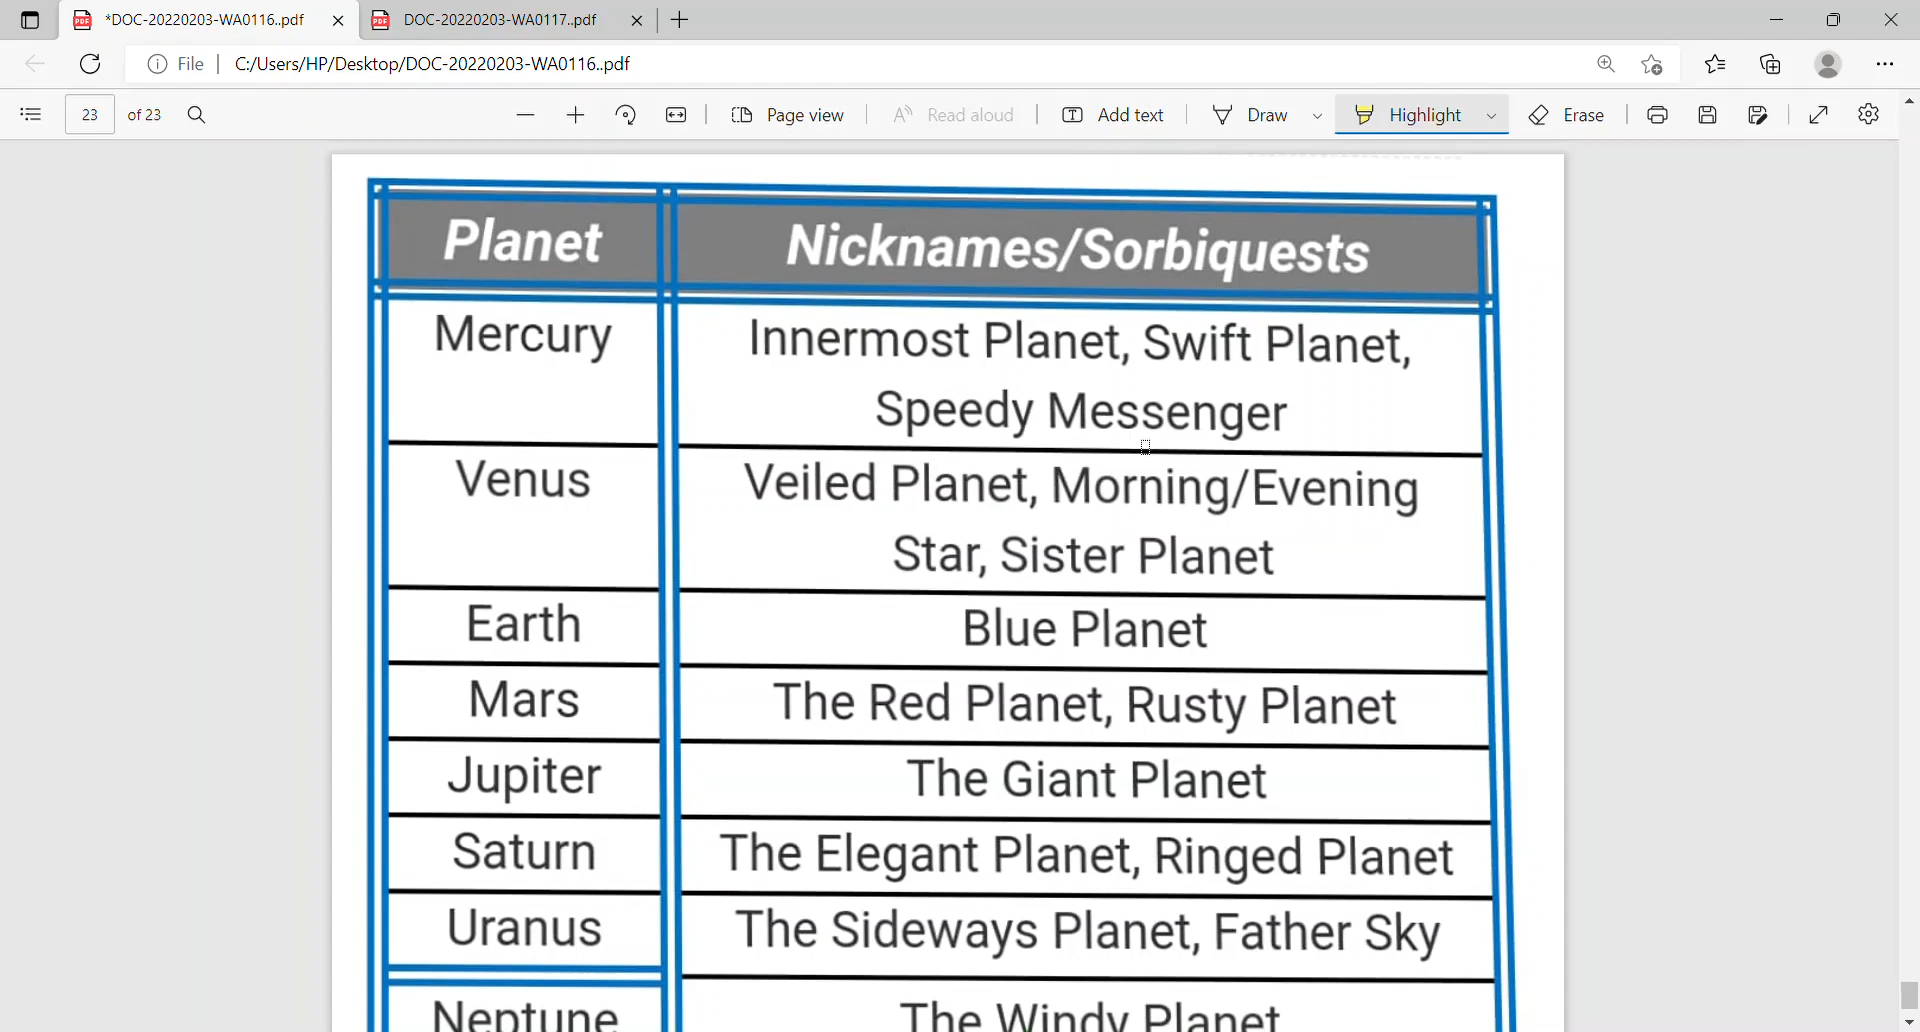 *DOC-20220203-WA0116..pdf
DOC-20220203-WA0117..pdf
File C:/Users/HP/Desktop/DOC-20220203-WA0116..pdf
23 of 23 Page view Read aloud Add text Draw Highlight Erase
Planet Nicknames/Sorbiquests
Mercury Innermost Planet, Swift Planet,
Speedy Messenger
Venus Veiled Planet, Morning/Evening
Star, Sister Planet
Earth Blue Planet
Mars The Red Planet, Rusty Planet
Jupiter The Giant Planet
Saturn The Elegant Planet, Ringed Planet
Uranus The Sideways Planet, Father Sky
Neptune The Windy Planet